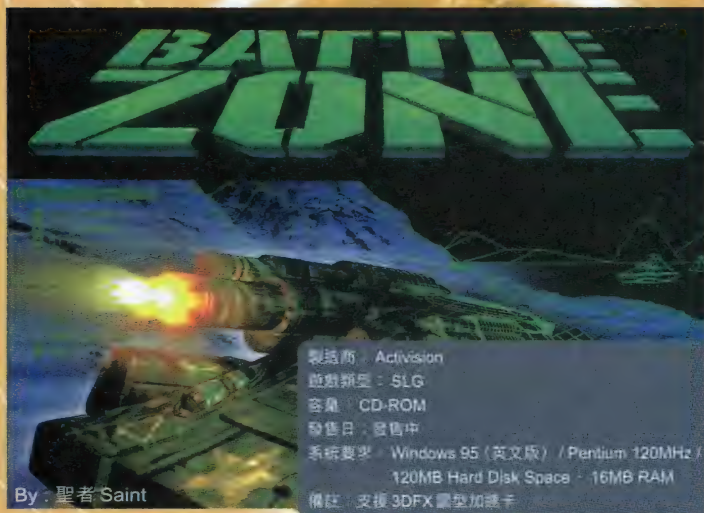 BATTLE
ZONE
製造商：Activision
遊戲類型：SLG
容量：CD-ROM
發售日：發售中
系統要求：Windows 95（英文版）/ Pentium 120MHz /
120MB Hard Disk Space · 16MB RAM
備註：支援 3DFX 類型加速卡
By：聖者 Saint